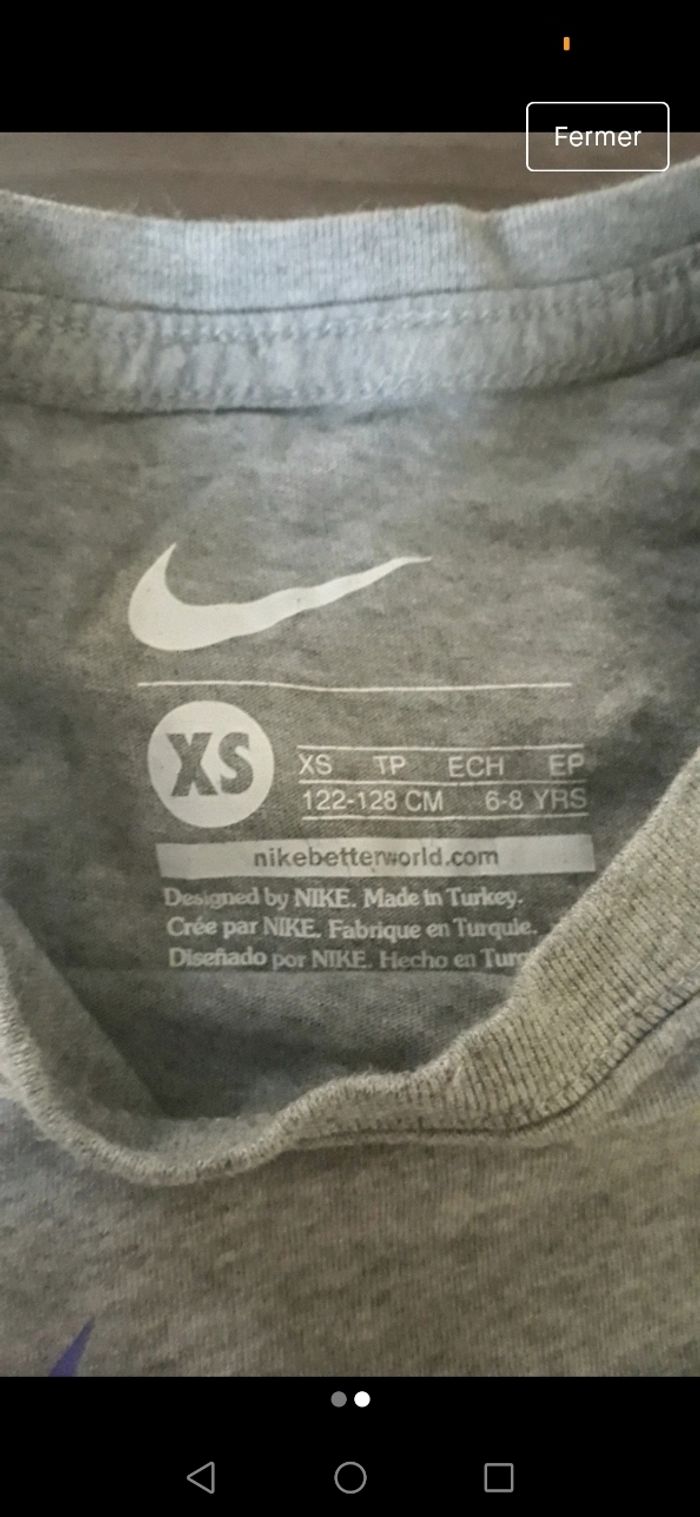 Fermer
XS
XS TP ECH EP
122-128 CM 6-8 YRS
nikebetterworld.com
Designed by NIKE. Made in Turkey.
Crée par NIKE. Fabrique en Turquie.
Diseñado por NIKE. Hecho en